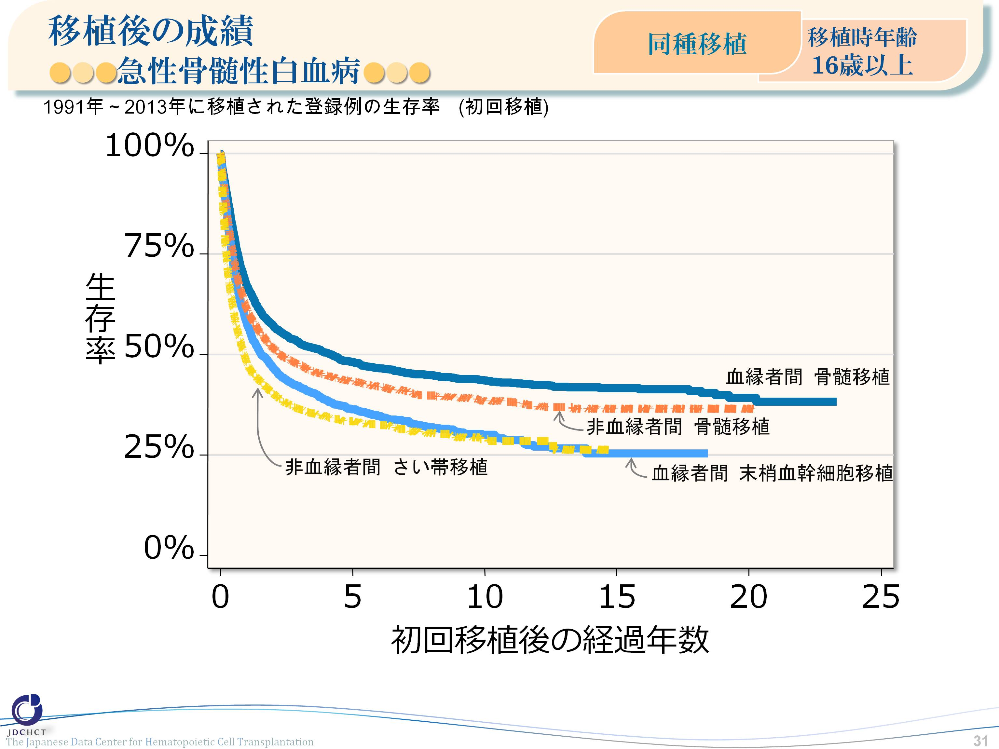 移植後の成績
急性骨髄性白血病
同種移植
移植時年齢
16歳以上
1991年～2013年に移植された登録例の生存率　(初回移植)
100%
75%
50%
25%
0%
生存率
血縁者間　骨髄移植
非血縁者間　骨髄移植
非血縁者間　さい帯移植
血縁者間　末梢血幹細胞移植
0 5 10 15 20 25
初回移植後の経過年数
JDCHCT
The Japanese Data Center for Hematopoietic Cell Transplantation
31